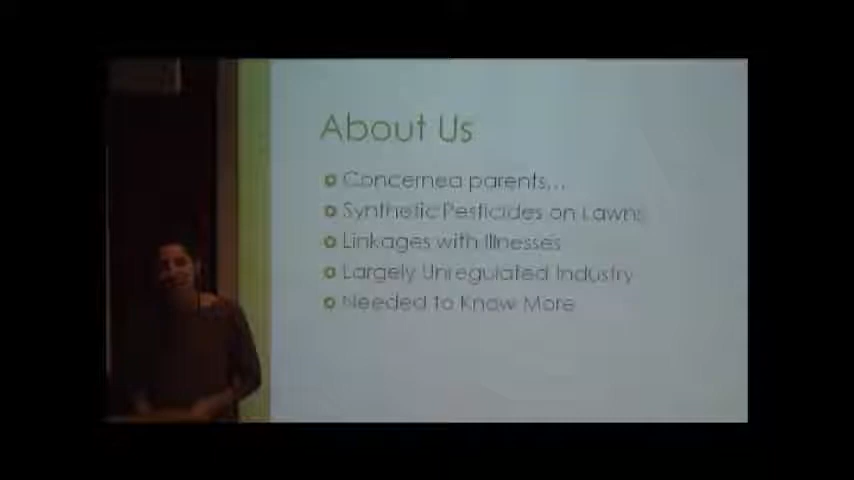 About Us
Concerned parents...
Synthetic Pesticides on Lawns
Linkages with Illnesses
Largely Unregulated Industry
Needed to Know More